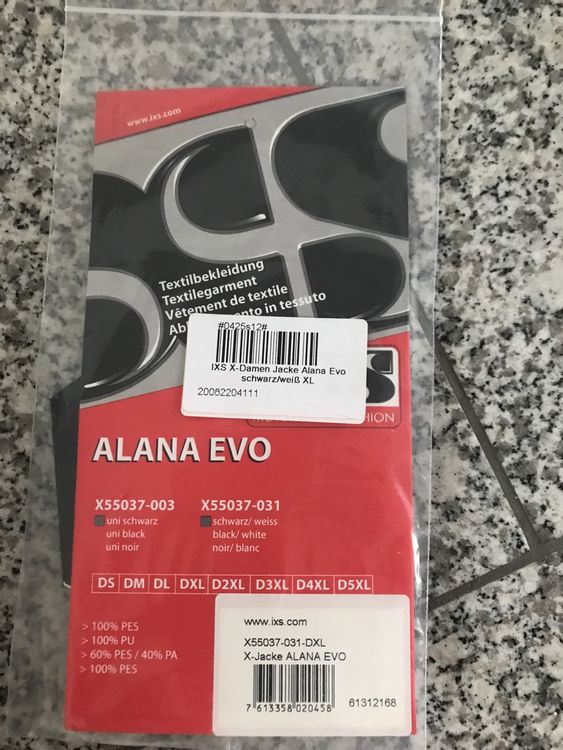 www.ixs.com
Textilbekleidung
Textilegarment
Vêtement de textile
in tessuto
#0425s12#
IXS X-Damen Jacke Alana Evo
schwarz/weiß XL
20082204111
ALANA EVO
X55037-003 X55037-031
uni schwarz schwarz/ weiss
uni black black/ white
uni noir noir/ blanc
DS DM DL DXL D2XL D3XL D4XL D5XL
> 100% PES
> 100% PU
> 60% PES / 40% PA
> 100% PES
www.ixs.com
X55037-031-DXL
X-Jacke ALANA EVO
7 613358 020458
61312168